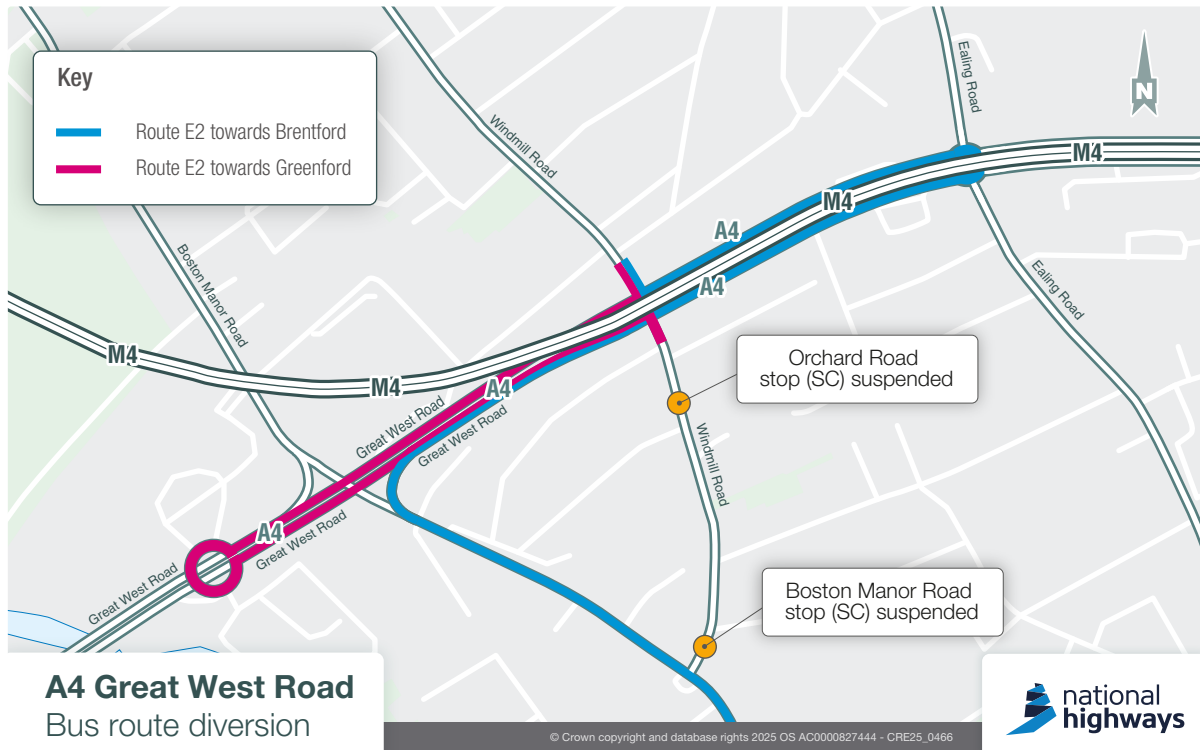 Key
Route E2 towards Brentford
Route E2 towards Greenford
Windmill Road
Ealing Road
N
M4
M4
A4
A4
Boston Manor Road
Ealing Road
M4
M4
A4
Orchard Road
stop (SC) suspended
Great West Road
Great West Road
Windmill Road
A4
Great West Road
Great West Road
Boston Manor Road
stop (SC) suspended
A4 Great West Road
Bus route diversion
national
highways
© Crown copyright and database rights 2025 OS AC0000827444 - CRE25_0466